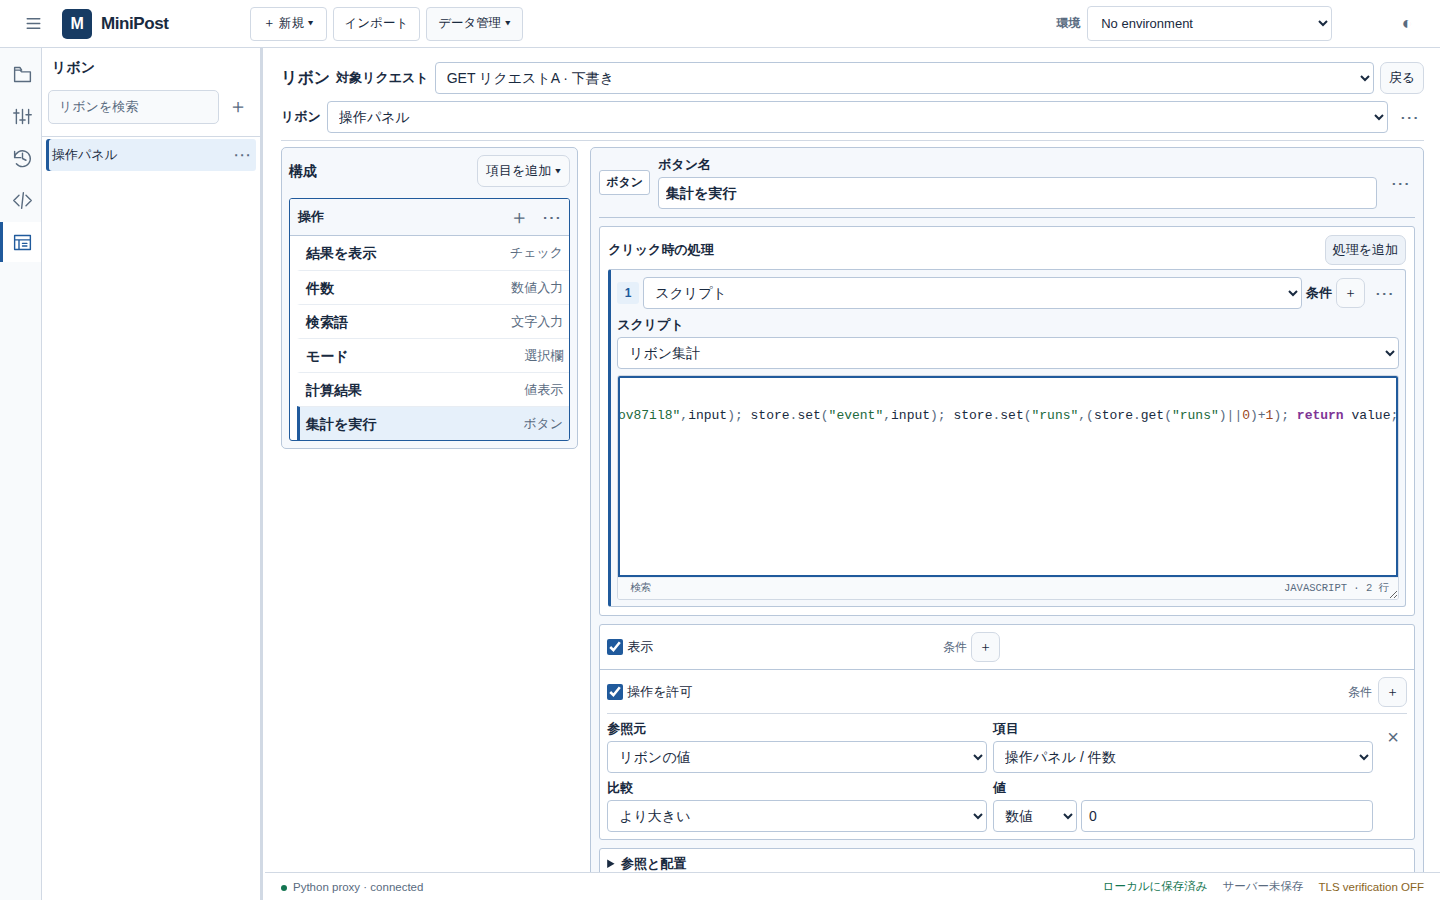 M MiniPost
＋ 新規 ▾ インポート データ管理 ▾
環境 No environment
リボン
リボンを検索 ＋
操作パネル ···
リボン 対象リクエスト GET リクエストA · 下書き 戻る
リボン 操作パネル ···
構成 項目を追加 ▾
操作 ＋ ···
結果を表示 チェック
件数 数値入力
検索語 文字入力
モード 選択欄
計算結果 値表示
集計を実行 ボタン
ボタン ボタン名 ···
集計を実行
クリック時の処理 処理を追加
1 スクリプト 条件 ＋ ···
スクリプト
リボン集計
ov87il8",input); store.set("event",input); store.set("runs",(store.get("runs")||0)+1); return value;
検索 JAVASCRIPT · 2 行
表示 条件 ＋
操作を許可 条件 ＋
参照元 項目 ✕
リボンの値 操作パネル / 件数
比較 値
より大きい 数値 0
▶ 参照と配置
Python proxy · connected
ローカルに保存済み サーバー未保存 TLS verification OFF